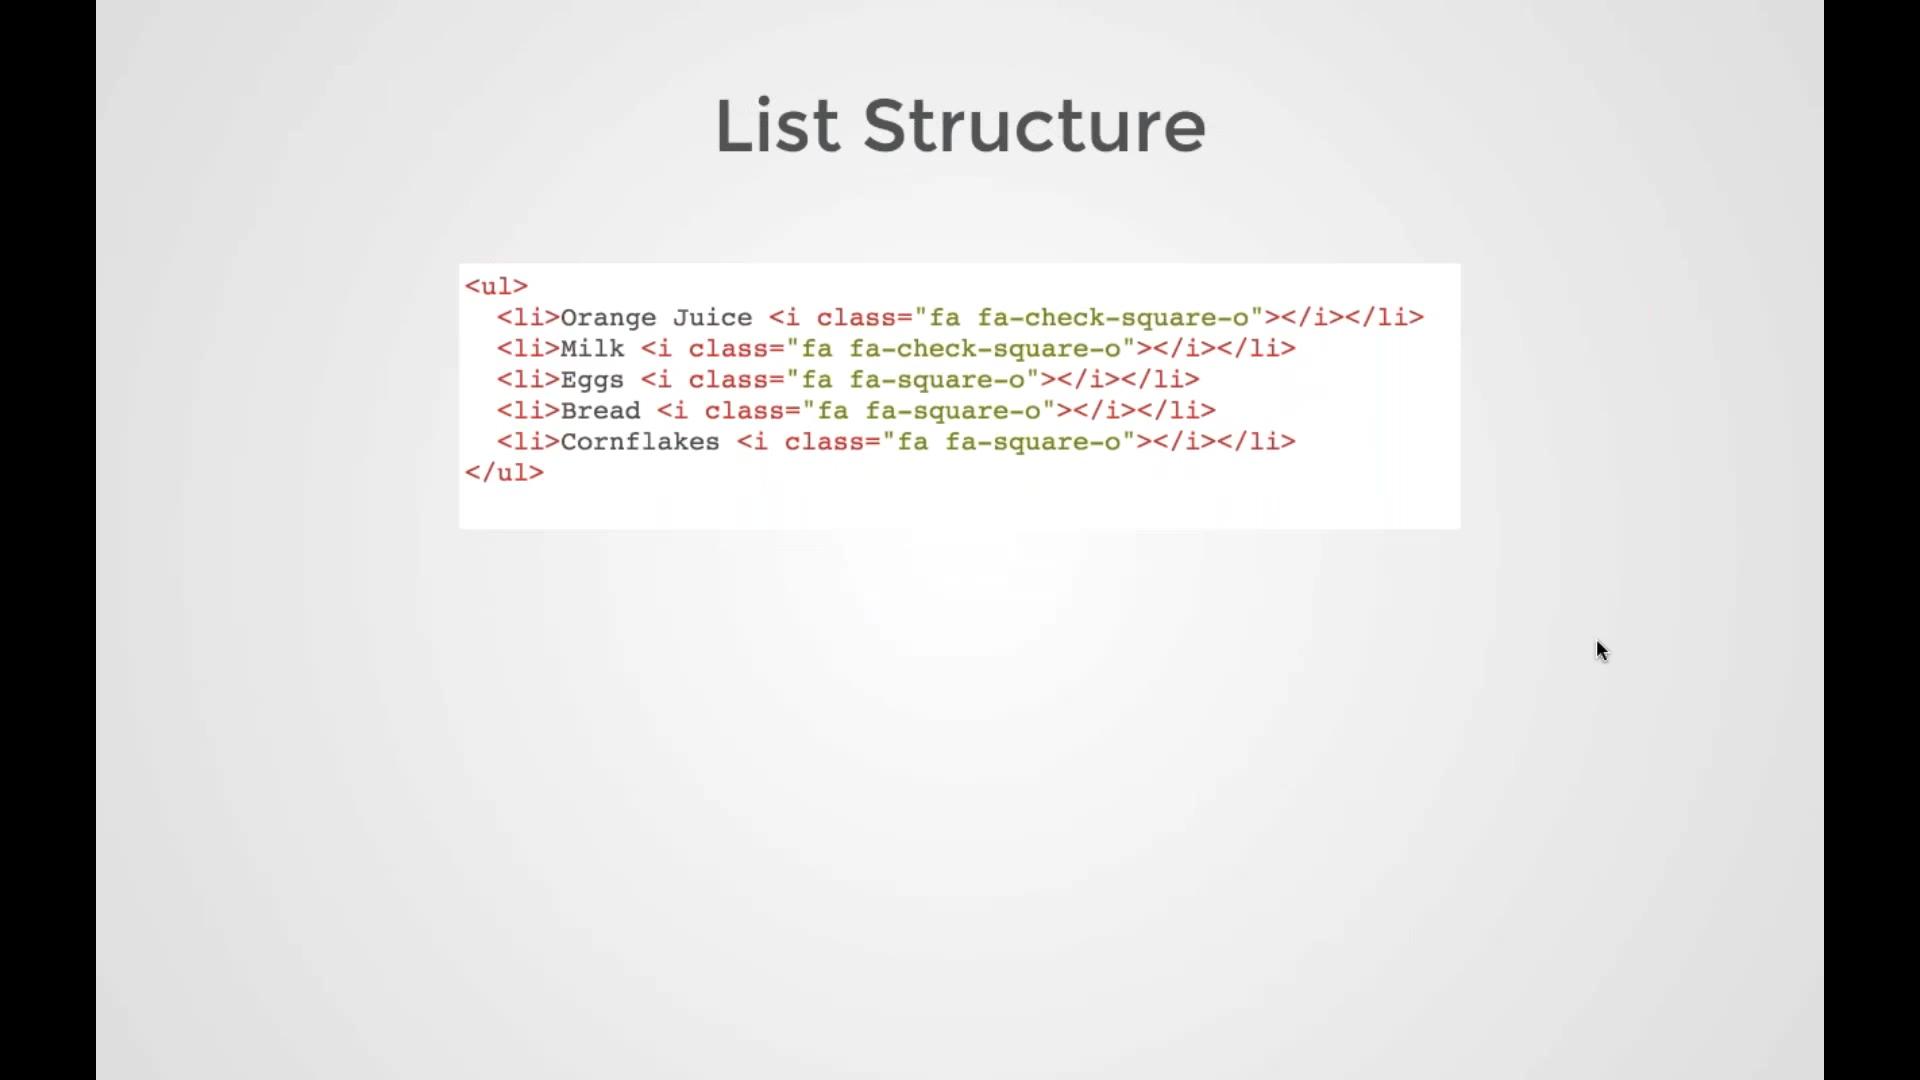 List Structure
<ul>
  <li>Orange Juice <i class="fa fa-check-square-o"></i></li>
  <li>Milk <i class="fa fa-check-square-o"></i></li>
  <li>Eggs <i class="fa fa-square-o"></i></li>
  <li>Bread <i class="fa fa-square-o"></i></li>
  <li>Cornflakes <i class="fa fa-square-o"></i></li>
</ul>